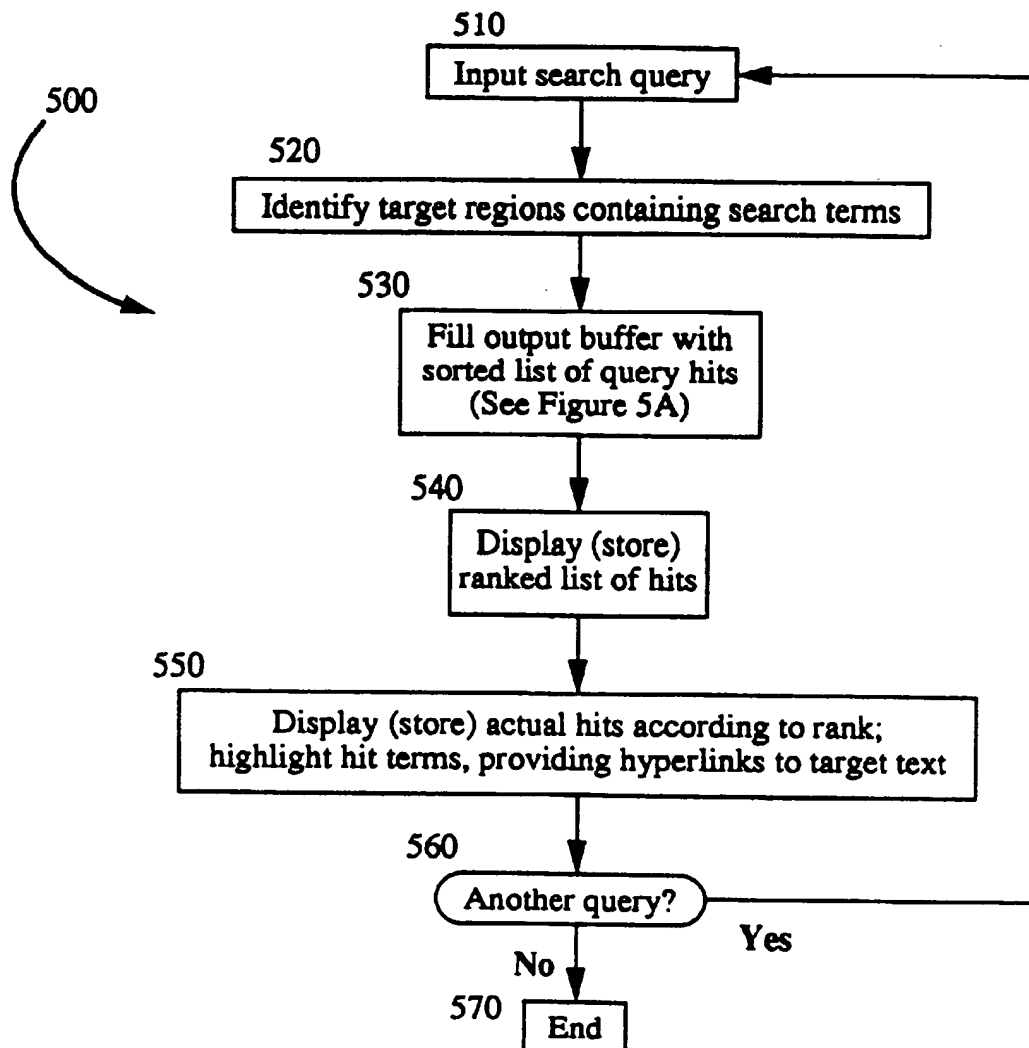 510
Input search query
500
520
Identify target regions containing search terms
530
Fill output buffer with
sorted list of query hits
(See Figure 5A)
540
Display (store)
ranked list of hits
550
Display (store) actual hits according to rank;
highlight hit terms, providing hyperlinks to target text
560
Another query?
Yes
No
570
End